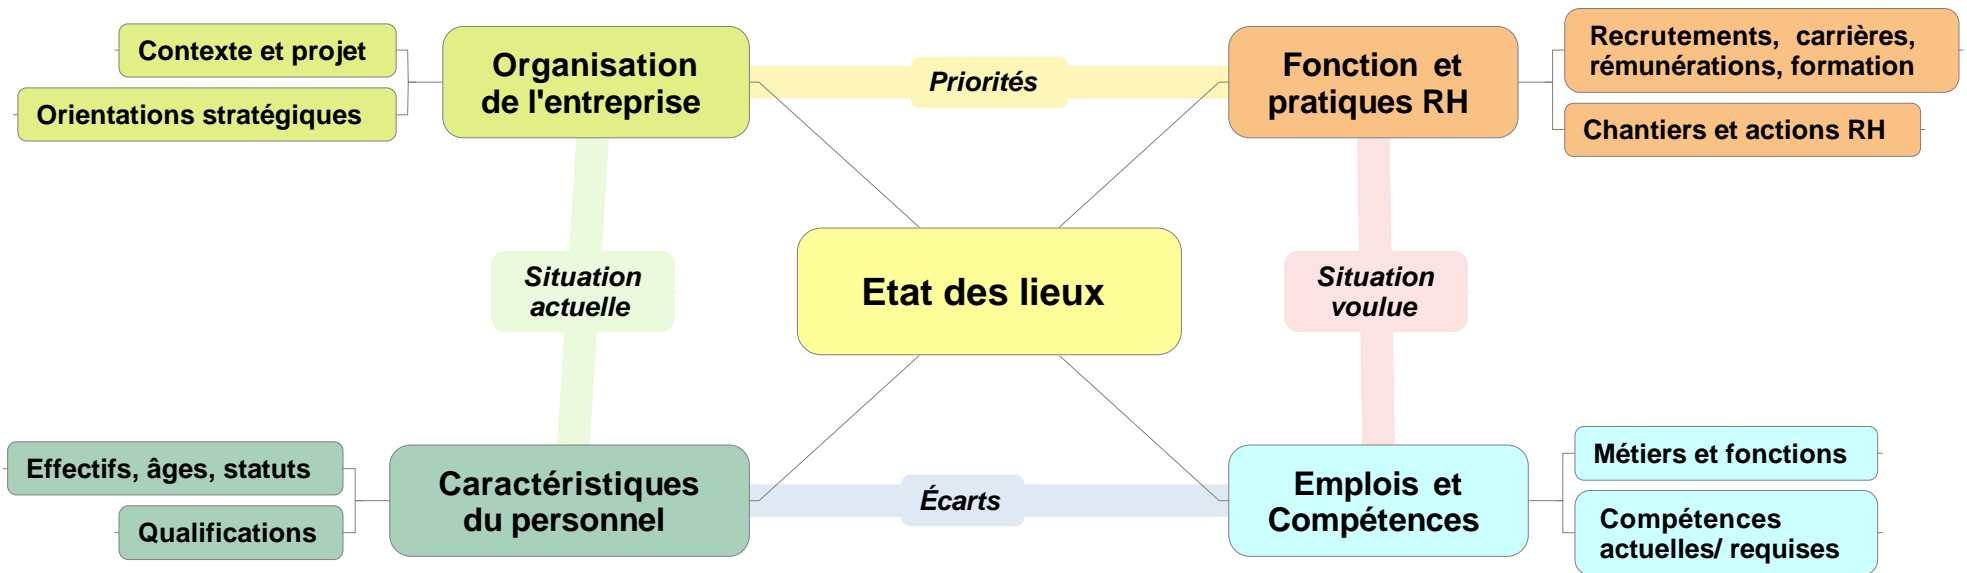 Contexte et projet
Orientations stratégiques
Organisation
de l'entreprise
Priorités
Fonction et
pratiques RH
Recrutements, carrières,
rémunérations, formation
Chantiers et actions RH
Situation
actuelle
Etat des lieux
Situation
voulue
Effectifs, âges, statuts
Qualifications
Caractéristiques
du personnel
Écarts
Emplois et
Compétences
Métiers et fonctions
Compétences
actuelles/ requises